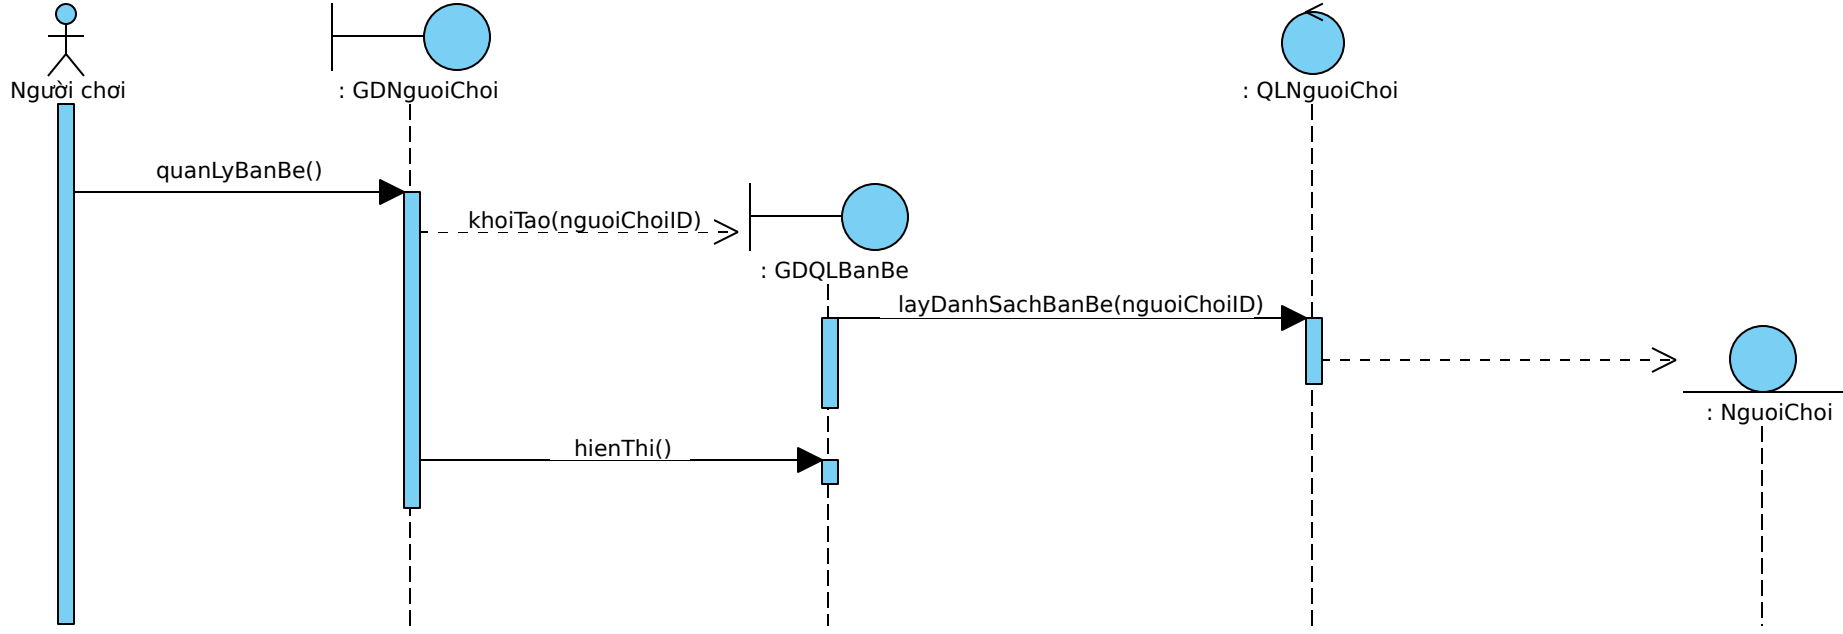 Người chơi
: GDNguoiChoi
: QLNguoiChoi
quanLyBanBe()
khoiTao(nguoiChoiID)
: GDQLBanBe
layDanhSachBanBe(nguoiChoiID)
: NguoiChoi
hienThi()